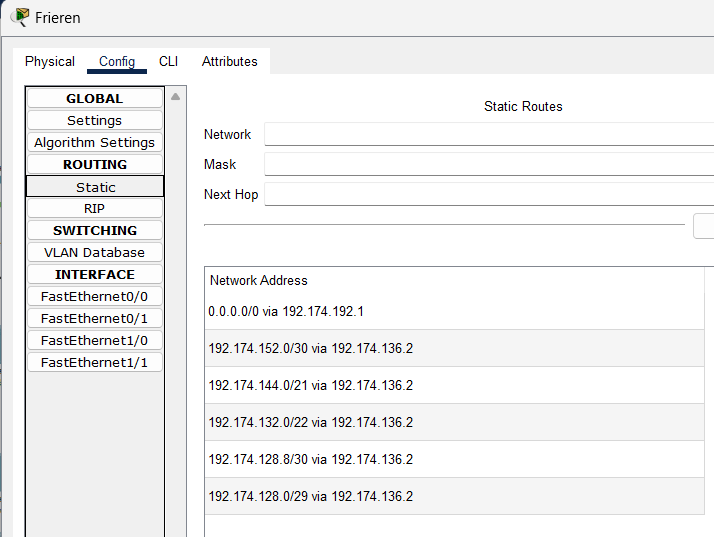 Frieren
Physical Config CLI Attributes
GLOBAL
Settings
Algorithm Settings
ROUTING
Static
RIP
SWITCHING
VLAN Database
INTERFACE
FastEthernet0/0
FastEthernet0/1
FastEthernet1/0
FastEthernet1/1
Static Routes
Network
Mask
Next Hop
Network Address
0.0.0.0/0 via 192.174.192.1
192.174.152.0/30 via 192.174.136.2
192.174.144.0/21 via 192.174.136.2
192.174.132.0/22 via 192.174.136.2
192.174.128.8/30 via 192.174.136.2
192.174.128.0/29 via 192.174.136.2